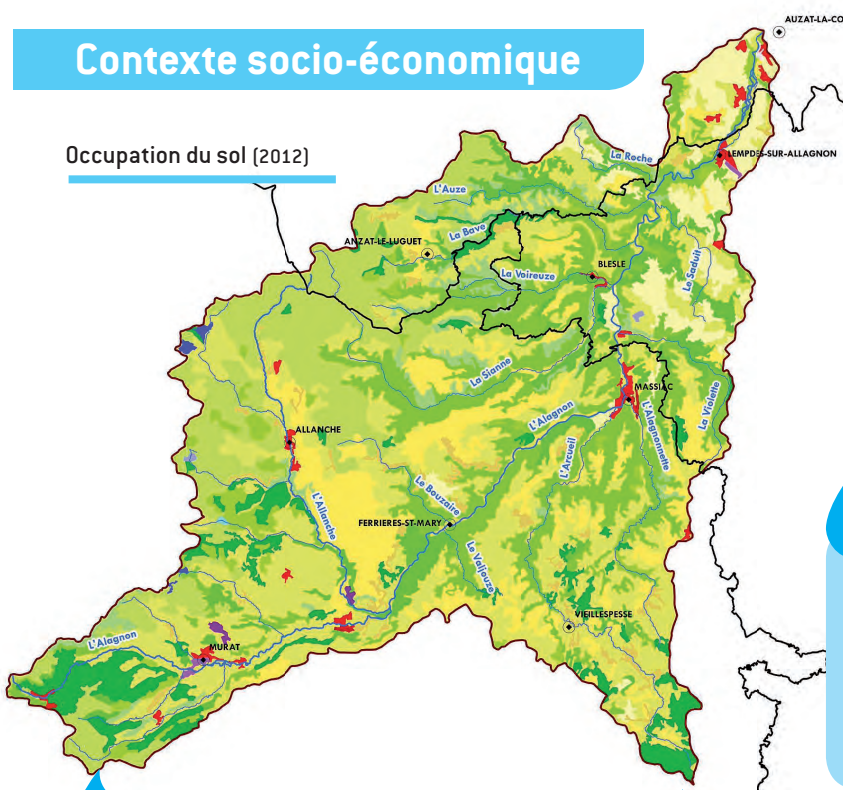 AUZAT-LA-CO
Contexte socio-économique
Occupation du sol (2012)
La Roche
LEMPDES-SUR-ALLAGNON
L'Auze
La Bave
ANZAT-LE-LUGUET
La Voireuze
BLESLE
Le Saduit
La Sianne
MASSIAC
La Violette
L'Alagnon
L'Alagnonnette
L'Arcueil
ALLANCHE
Le Bouzaire
L'Allanche
FERRIERES-ST-MARY
Le Valjouze
VIEILLESPESSE
L'Alagnon
MURAT